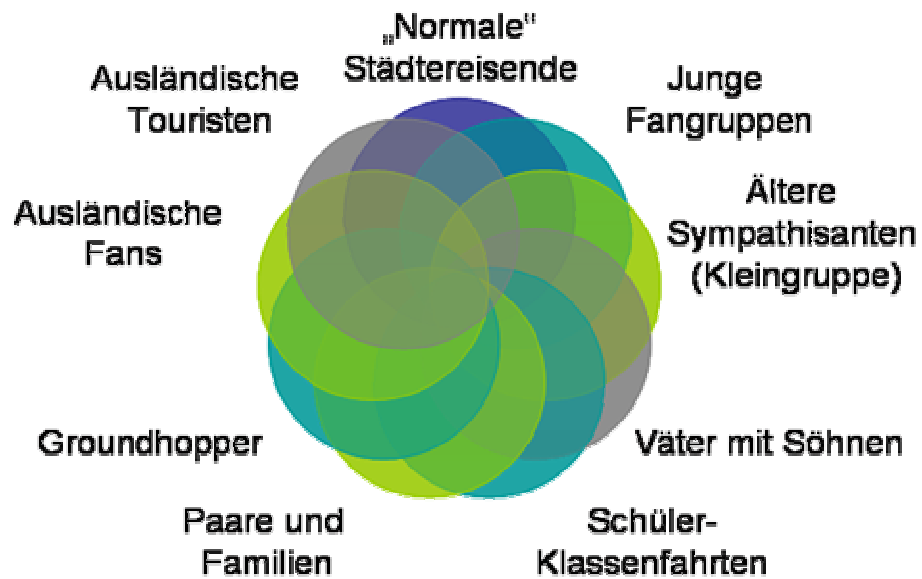 „Normale"
Städtereisende
Junge
Fangruppen
Ältere
Sympathisanten
(Kleingruppe)
Väter mit Söhnen
Schüler-
Klassenfahrten
Paare und
Familien
Groundhopper
Ausländische
Fans
Ausländische
Touristen